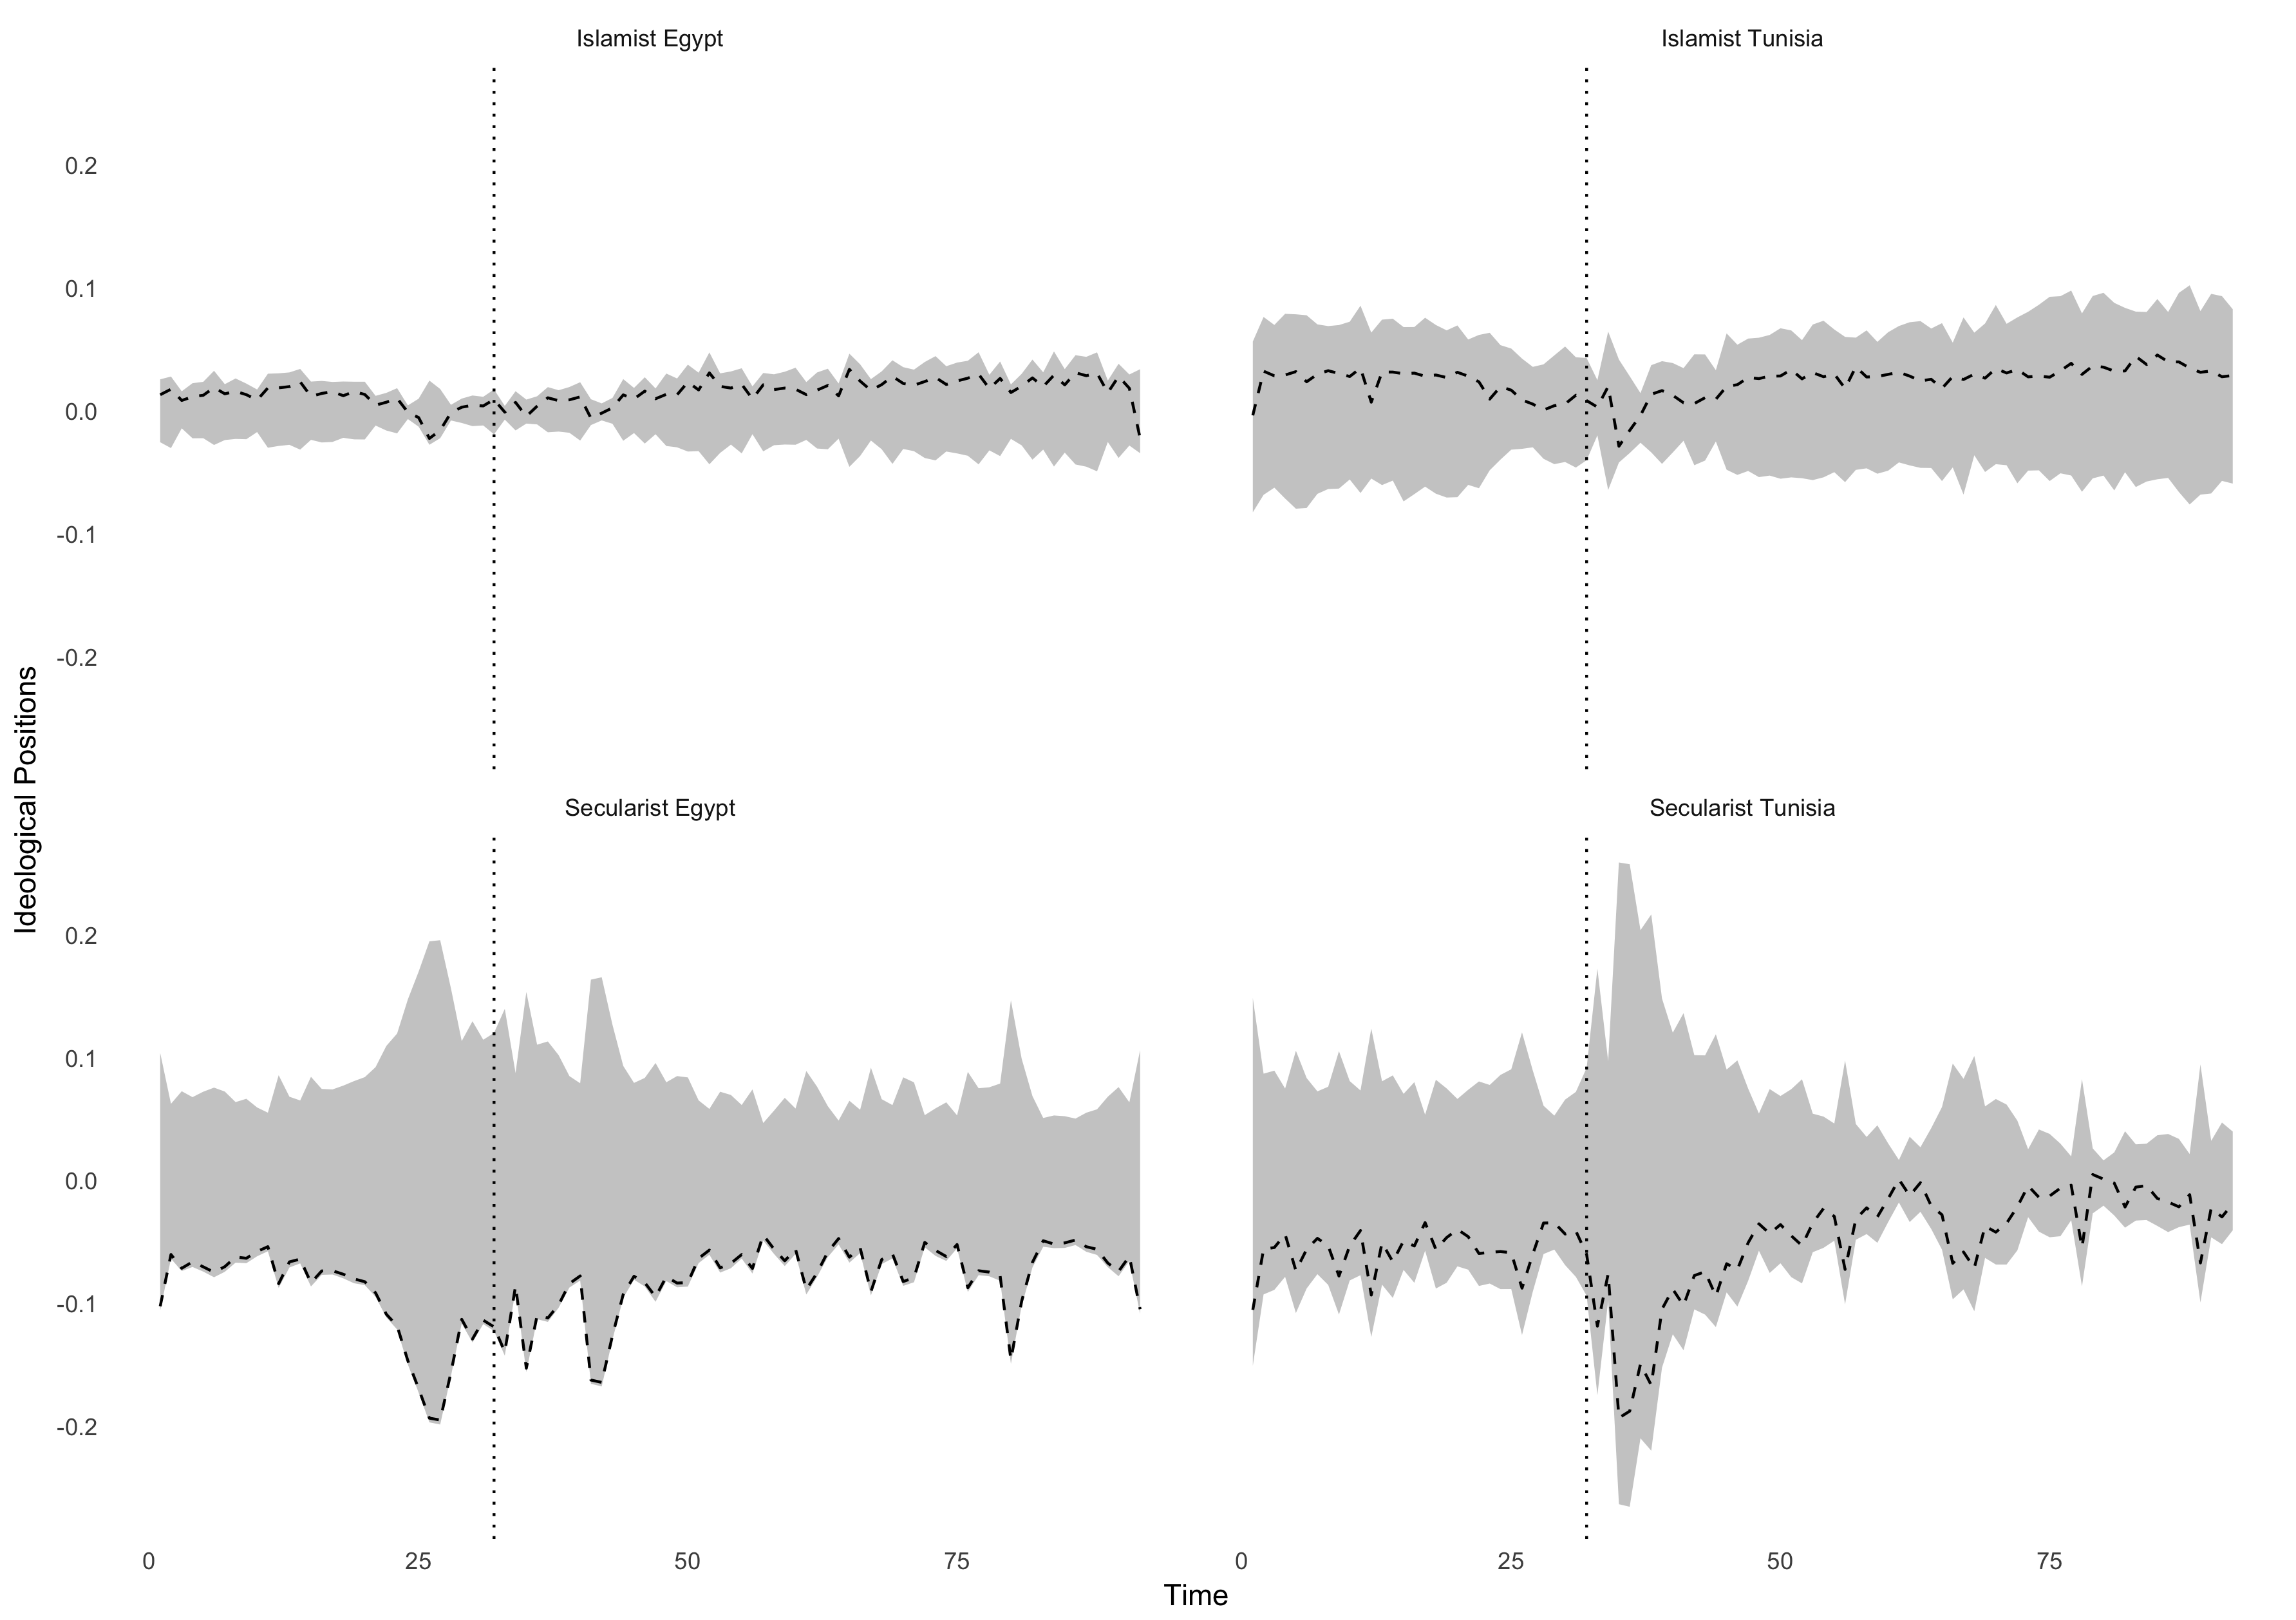 Islamist Egypt
Islamist Tunisia
0.2
0.1
0.0
-0.1
-0.2
Ideological Positions
Secularist Egypt
Secularist Tunisia
0.2
0.1
0.0
-0.1
-0.2
0 25 50 75
0 25 50 75
Time